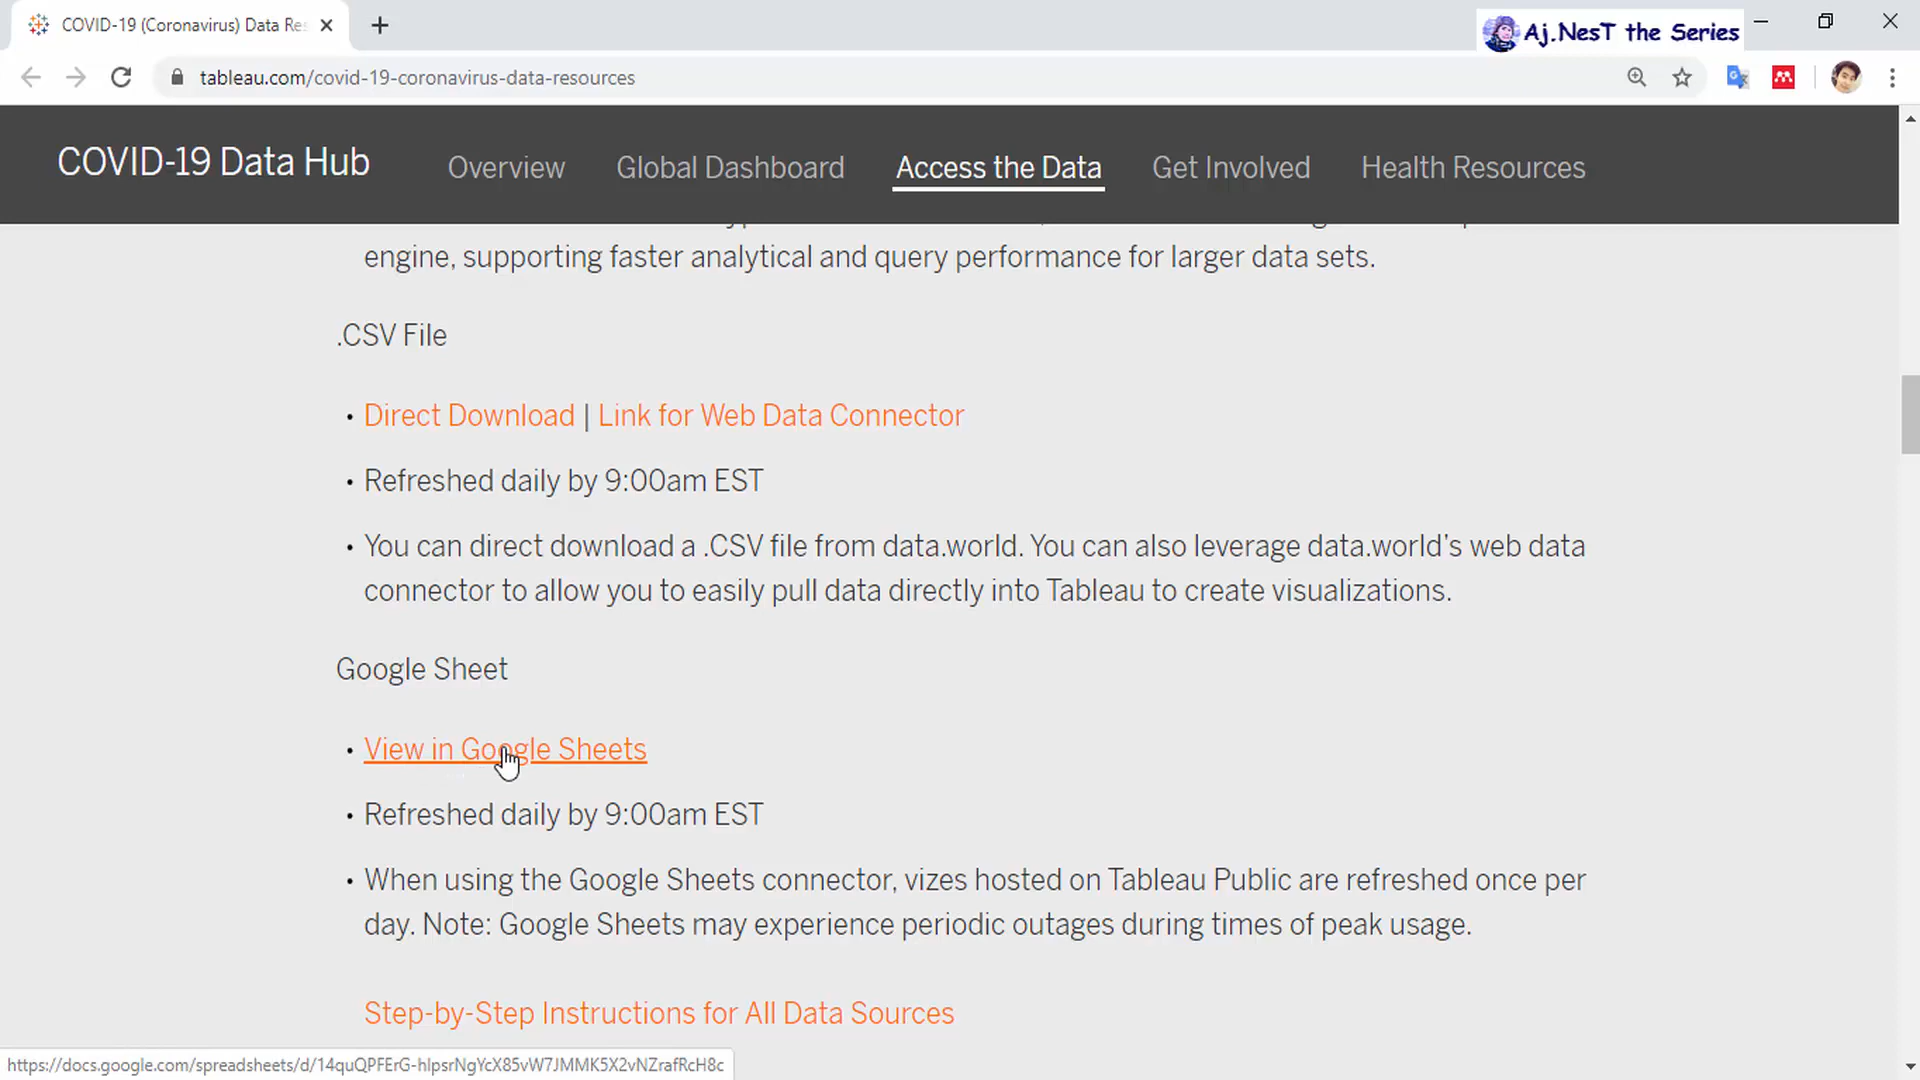 COVID-19 (Coronavirus) Data Re
Aj.NesT the Series
tableau.com/covid-19-coronavirus-data-resources
COVID-19 Data Hub
Overview
Global Dashboard
Access the Data
Get Involved
Health Resources
engine, supporting faster analytical and query performance for larger data sets.
.CSV File
• Direct Download | Link for Web Data Connector
• Refreshed daily by 9:00am EST
• You can direct download a .CSV file from data.world. You can also leverage data.world’s web data
connector to allow you to easily pull data directly into Tableau to create visualizations.
Google Sheet
• View in Google Sheets
• Refreshed daily by 9:00am EST
• When using the Google Sheets connector, vizes hosted on Tableau Public are refreshed once per
day. Note: Google Sheets may experience periodic outages during times of peak usage.
Step-by-Step Instructions for All Data Sources
https://docs.google.com/spreadsheets/d/14quQPFErG-hlpsrNgYcX85vW7JMMK5X2vNZrafRcH8c